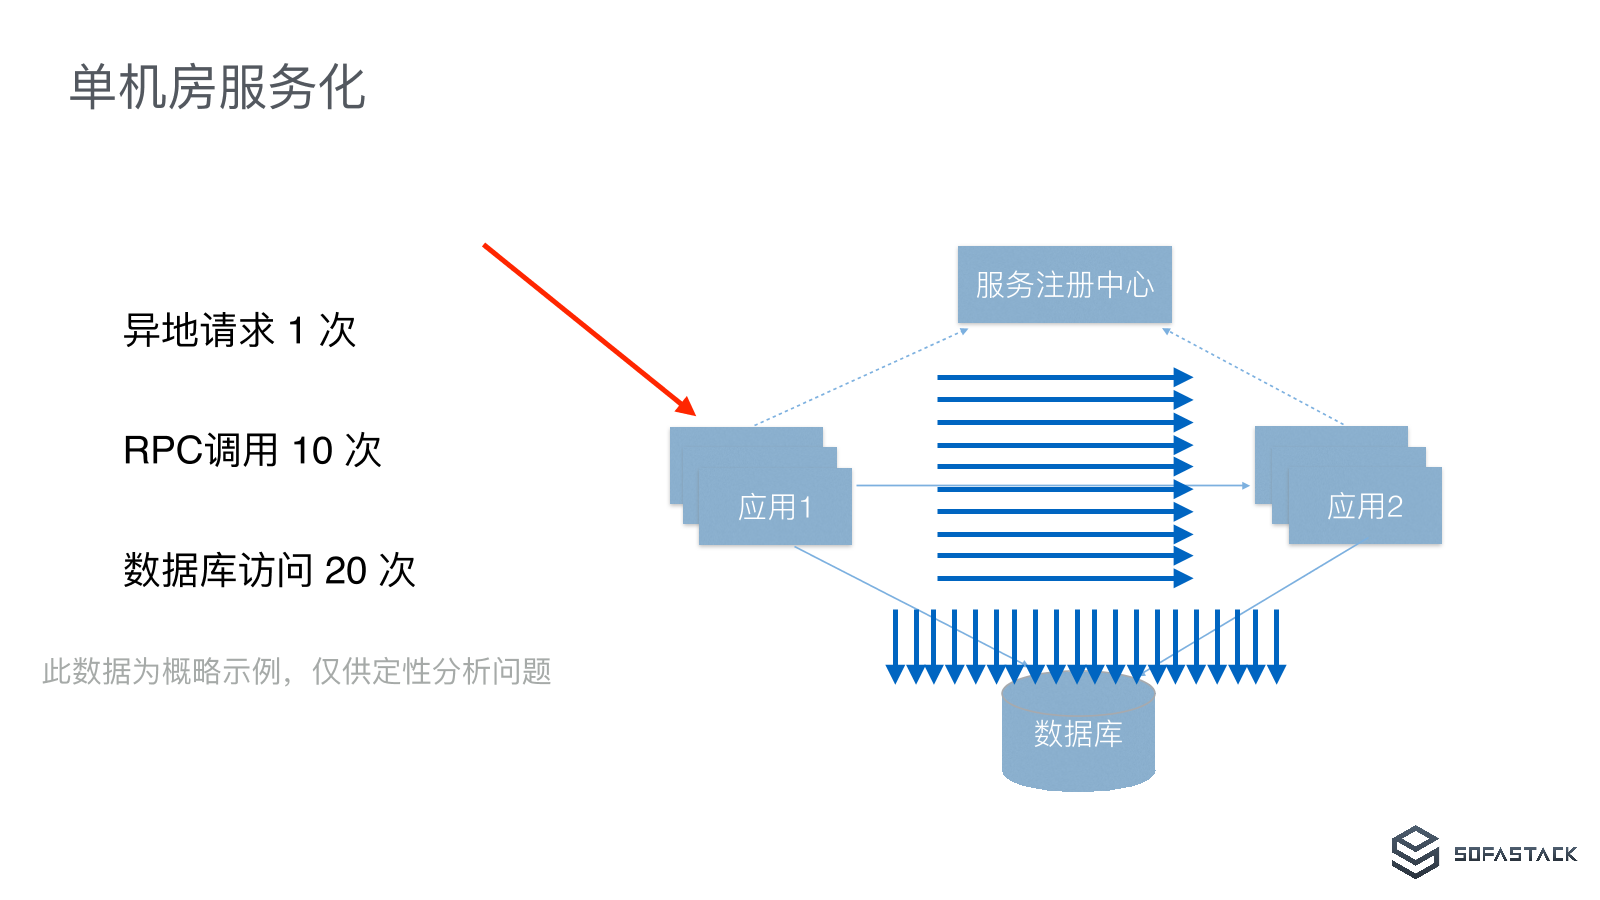 单机房服务化
异地请求 1 次
RPC调用 10 次
数据库访问 20 次
此数据为概略示例，仅供定性分析问题
服务注册中心
应用1
应用2
数据库
SOFASTACK